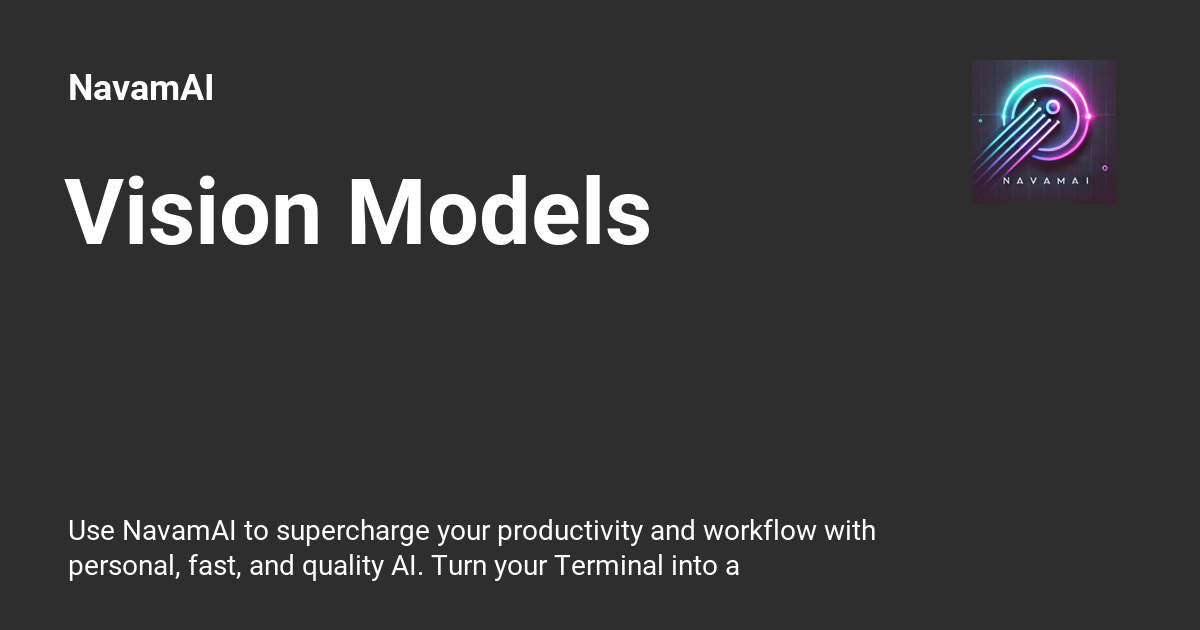 NavamAI
Vision Models
NAVAMAI
Use NavamAI to supercharge your productivity and workflow with
personal, fast, and quality AI. Turn your Terminal into a